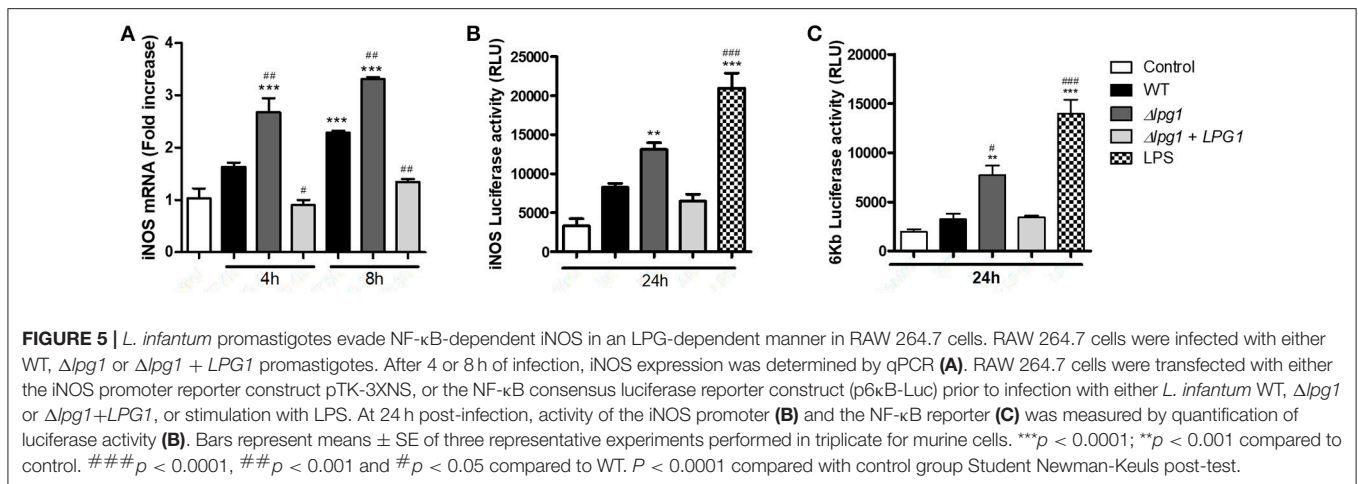 A
B
C
iNOS mRNA (Fold increase)
4
3
2
1
0
##
***
#
***
##
***
##
4h
8h
iNOS Luciferase activity (RLU)
25000
20000
15000
10000
5000
0
**
###
***
24h
6Kb Luciferase activity (RLU)
20000
15000
10000
5000
0
#
**
###
***
24h
Control
WT
Δlpg1
Δlpg1 + LPG1
LPS
FIGURE 5 | L. infantum promastigotes evade NF-κB-dependent iNOS in an LPG-dependent manner in RAW 264.7 cells. RAW 264.7 cells were infected with either
WT, Δlpg1 or Δlpg1 + LPG1 promastigotes. After 4 or 8 h of infection, iNOS expression was determined by qPCR (A). RAW 264.7 cells were transfected with either
the iNOS promoter reporter construct pTK-3XNS, or the NF-κB consensus luciferase reporter construct (p6κB-Luc) prior to infection with either L. infantum WT, Δlpg1
or Δlpg1+LPG1, or stimulation with LPS. At 24 h post-infection, activity of the iNOS promoter (B) and the NF-κB reporter (C) was measured by quantification of
luciferase activity (B). Bars represent means ± SE of three representative experiments performed in triplicate for murine cells. ***p < 0.0001; **p < 0.001 compared to
control. ###p < 0.0001, ##p < 0.001 and #p < 0.05 compared to WT. P < 0.0001 compared with control group Student Newman-Keuls post-test.